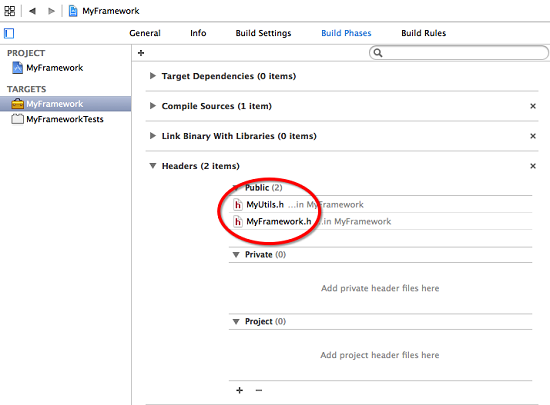 MyFramework
General Info Build Settings Build Phases Build Rules
PROJECT
MyFramework
TARGETS
MyFramework
MyFrameworkTests
Target Dependencies (0 items)
Compile Sources (1 item)
Link Binary With Libraries (0 items)
Headers (2 items)
Public (2)
h MyUtils.h ...in MyFramework
h MyFramework.h ...in MyFramework
Private (0)
Add private header files here
Project (0)
Add project header files here